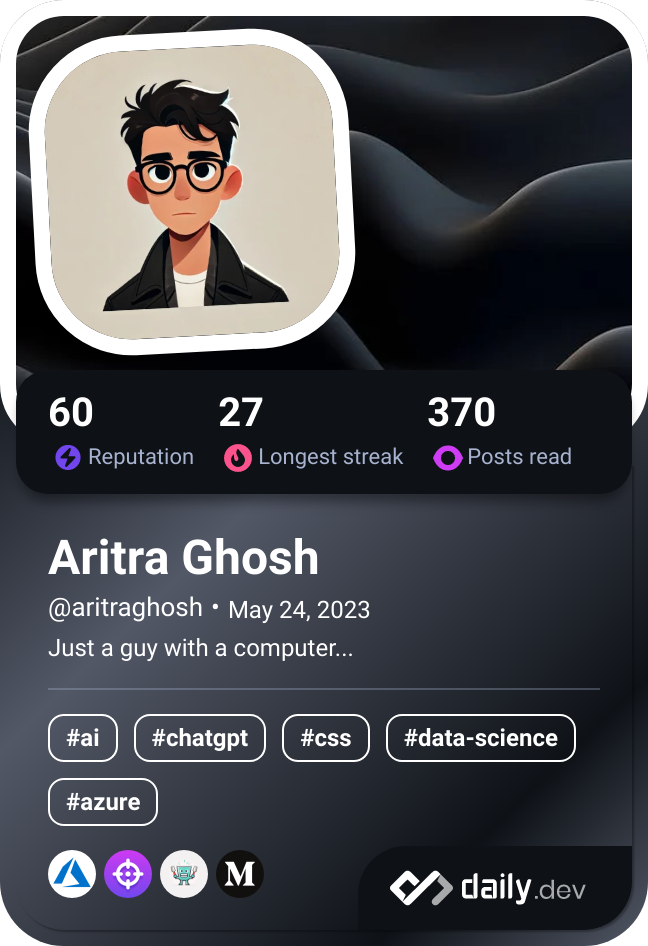 60 27 370
Reputation Longest streak Posts read
Aritra Ghosh
@aritraghosh • May 24, 2023
Just a guy with a computer...
#ai #chatgpt #css #data-science
#azure
M daily.dev